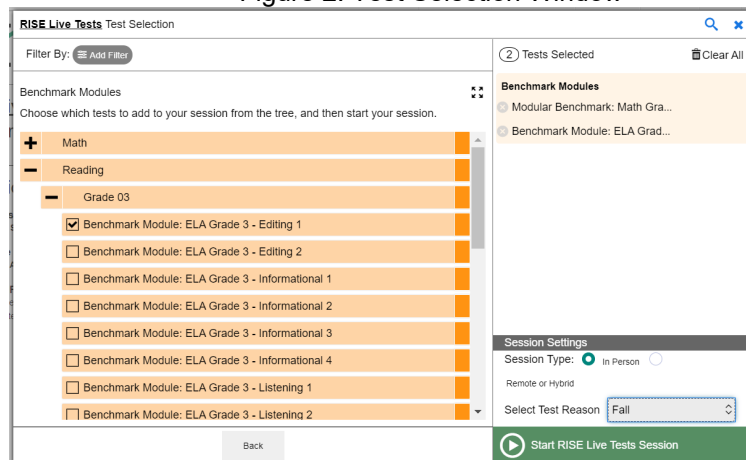 RISE Live Tests Test Selection
Filter By: Add Filter
Benchmark Modules
Choose which tests to add to your session from the tree, and then start your session.
Math
Reading
Grade 03
Benchmark Module: ELA Grade 3 - Editing 1
Benchmark Module: ELA Grade 3 - Editing 2
Benchmark Module: ELA Grade 3 - Informational 1
Benchmark Module: ELA Grade 3 - Informational 2
Benchmark Module: ELA Grade 3 - Informational 3
Benchmark Module: ELA Grade 3 - Informational 4
Benchmark Module: ELA Grade 3 - Listening 1
Benchmark Module: ELA Grade 3 - Listening 2
Back
2 Tests Selected
Clear All
Benchmark Modules
Modular Benchmark: Math Gra...
Benchmark Module: ELA Grad...
Session Settings
Session Type: In Person
Remote or Hybrid
Select Test Reason Fall
Start RISE Live Tests Session